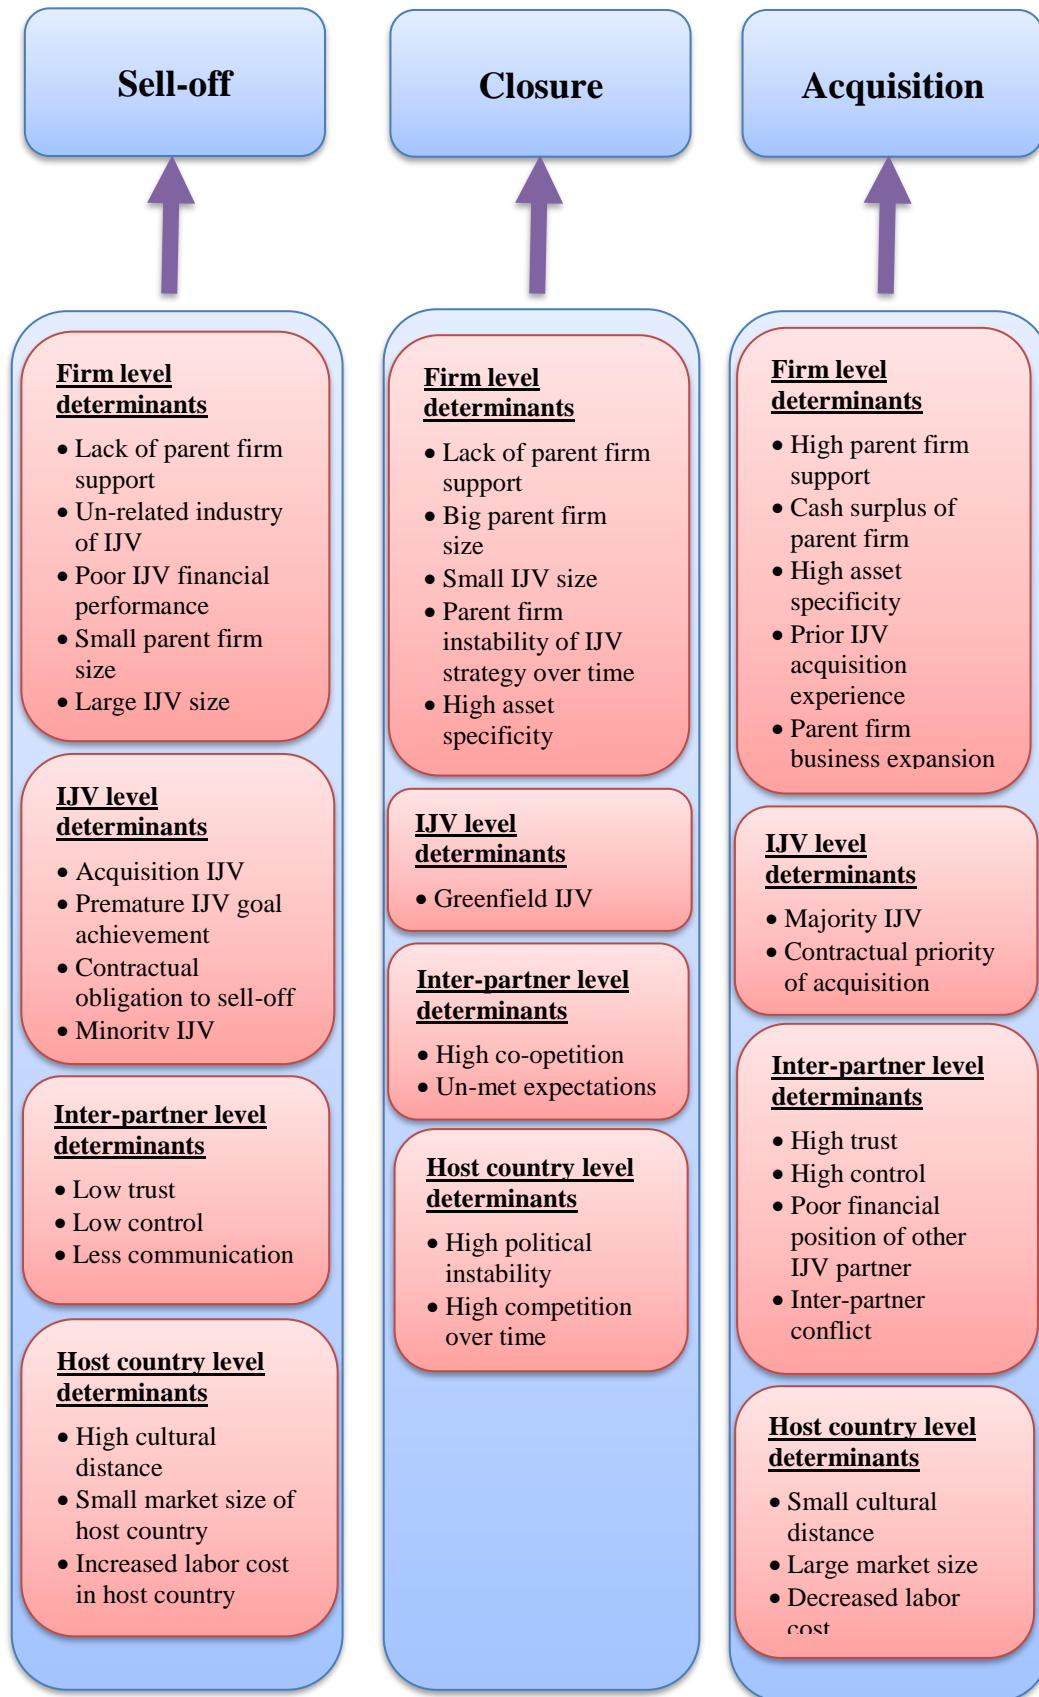 Sell-off
Closure
Acquisition
Firm level
determinants
• Lack of parent firm
support
• Un-related industry
of IJV
• Poor IJV financial
performance
• Small parent firm
size
• Large IJV size
IJV level
determinants
• Acquisition IJV
• Premature IJV goal
achievement
• Contractual
obligation to sell-off
• Minority IJV
Inter-partner level
determinants
• Low trust
• Low control
• Less communication
Host country level
determinants
• High cultural
distance
• Small market size of
host country
• Increased labor cost
in host country
Firm level
determinants
• Lack of parent firm
support
• Big parent firm
size
• Small IJV size
• Parent firm
instability of IJV
strategy over time
• High asset
specificity
IJV level
determinants
• Greenfield IJV
Inter-partner level
determinants
• High co-opetition
• Un-met expectations
Host country level
determinants
• High political
instability
• High competition
over time
Firm level
determinants
• High parent firm
support
• Cash surplus of
parent firm
• High asset
specificity
• Prior IJV
acquisition
experience
• Parent firm
business expansion
IJV level
determinants
• Majority IJV
• Contractual priority
of acquisition
Inter-partner level
determinants
• High trust
• High control
• Poor financial
position of other
IJV partner
• Inter-partner
conflict
Host country level
determinants
• Small cultural
distance
• Large market size
• Decreased labor
cost